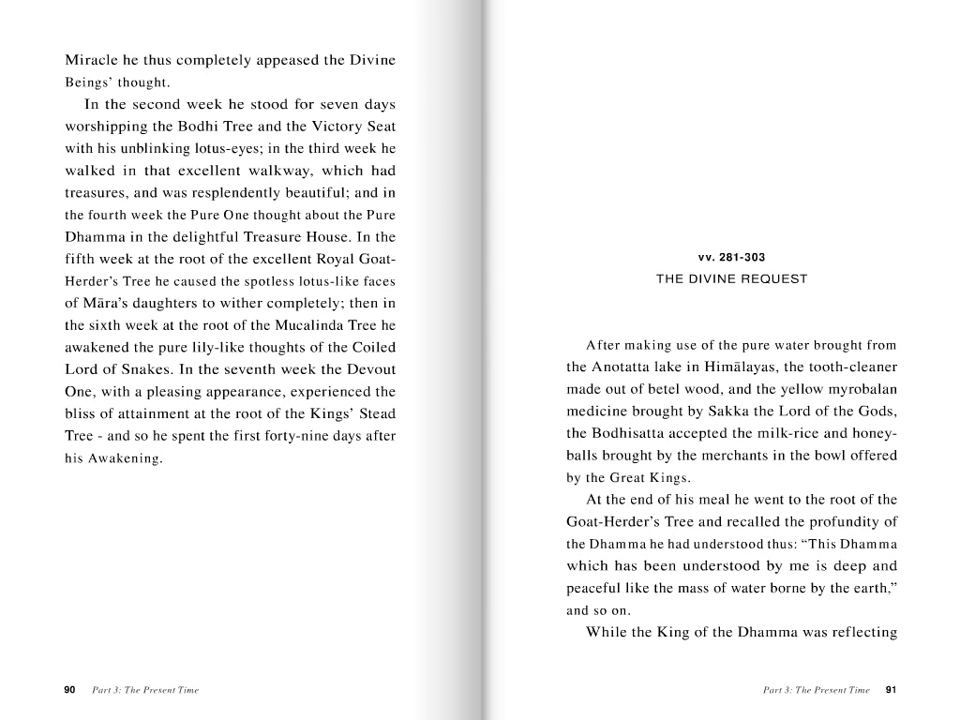 Miracle he thus completely appeased the Divine
Beings’ thought.
In the second week he stood for seven days
worshipping the Bodhi Tree and the Victory Seat
with his unblinking lotus-eyes; in the third week he
walked in that excellent walkway, which had
treasures, and was resplendently beautiful; and in
the fourth week the Pure One thought about the Pure
Dhamma in the delightful Treasure House. In the
fifth week at the root of the excellent Royal Goat-
Herder’s Tree he caused the spotless lotus-like faces
of Māra’s daughters to wither completely; then in
the sixth week at the root of the Mucalinda Tree he
awakened the pure lily-like thoughts of the Coiled
Lord of Snakes. In the seventh week the Devout
One, with a pleasing appearance, experienced the
bliss of attainment at the root of the Kings’ Stead
Tree - and so he spent the first forty-nine days after
his Awakening.
90 Part 3: The Present Time
vv. 281-303
THE DIVINE REQUEST
After making use of the pure water brought from
the Anotatta lake in Himālayas, the tooth-cleaner
made out of betel wood, and the yellow myrobalan
medicine brought by Sakka the Lord of the Gods,
the Bodhisatta accepted the milk-rice and honey-
balls brought by the merchants in the bowl offered
by the Great Kings.
At the end of his meal he went to the root of the
Goat-Herder’s Tree and recalled the profundity of
the Dhamma he had understood thus: “This Dhamma
which has been understood by me is deep and
peaceful like the mass of water borne by the earth,”
and so on.
While the King of the Dhamma was reflecting
Part 3: The Present Time 91